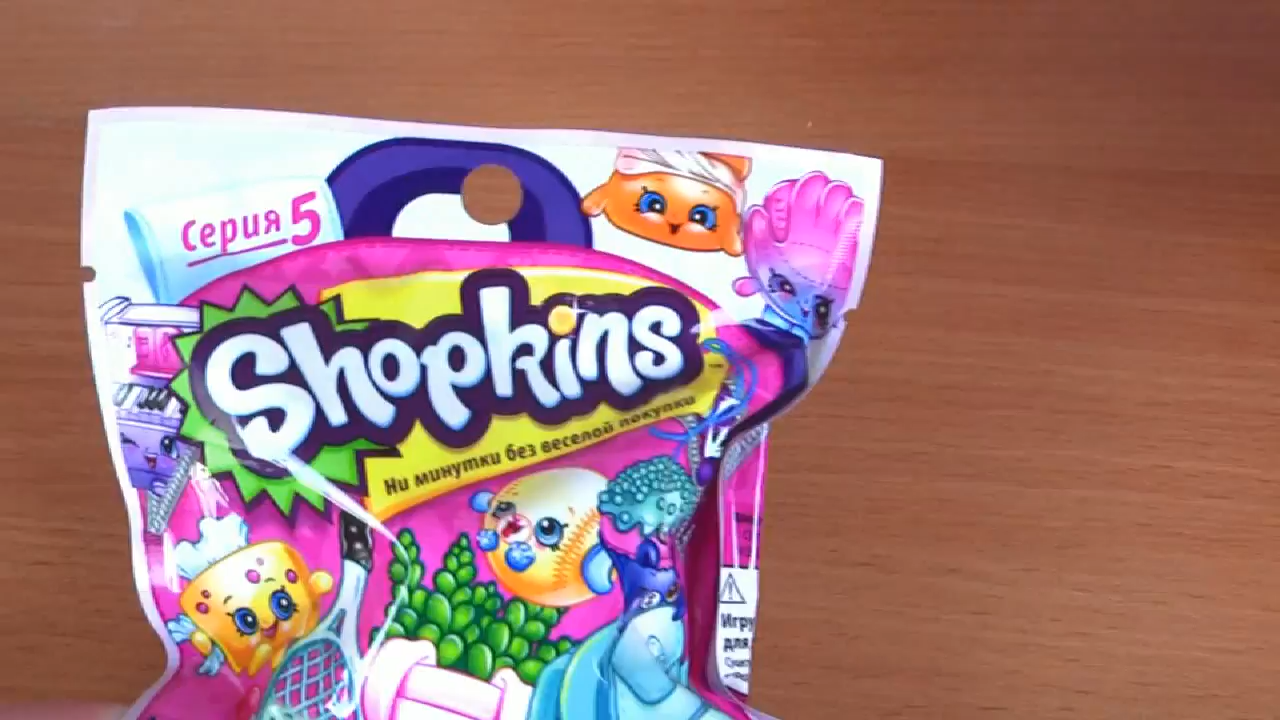 Серия 5
Shopkins
Ни минутки без веселой покупки
Игру
для